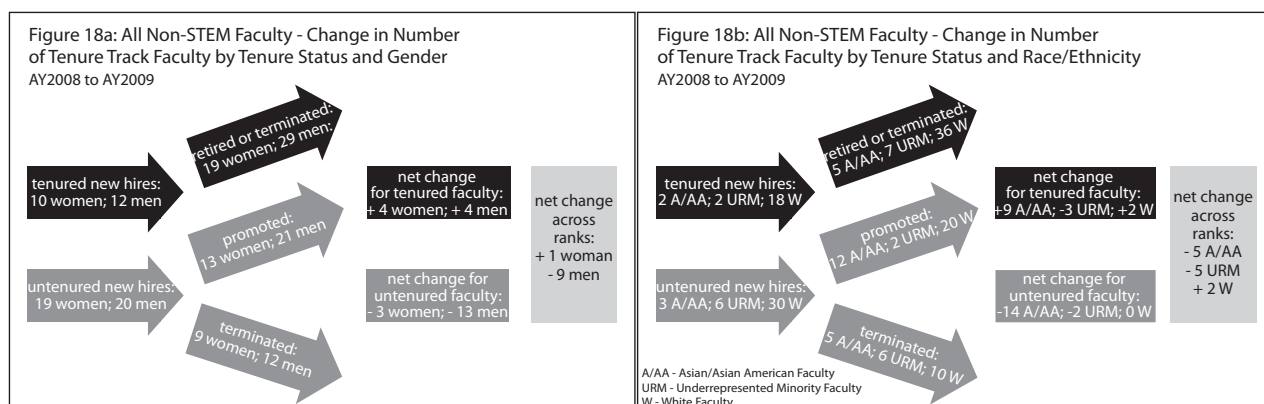 Figure 18a: All Non-STEM Faculty - Change in Number
of Tenure Track Faculty by Tenure Status and Gender
AY2008 to AY2009
retired or terminated:
19 women; 29 men:
tenured new hires:
10 women; 12 men
net change
for tenured faculty:
+ 4 women; + 4 men
promoted:
13 women; 21 men
net change
across
ranks:
+ 1 woman
- 9 men
untenured new hires:
19 women; 20 men
net change for
untenured faculty:
- 3 women; - 13 men
terminated:
9 women; 12 men
Figure 18b: All Non-STEM Faculty - Change in Number
of Tenure Track Faculty by Tenure Status and Race/Ethnicity
AY2008 to AY2009
retired or terminated:
5 A/AA; 7 URM; 36 W
tenured new hires:
2 A/AA; 2 URM; 18 W
net change
for tenured faculty:
+9 A/AA; -3 URM; +2 W
promoted:
12 A/AA; 2 URM; 20 W
net change
across
ranks:
- 5 A/AA
- 5 URM
+ 2 W
untenured new hires:
3 A/AA; 6 URM; 30 W
net change for
untenured faculty:
-14 A/AA; -2 URM; 0 W
terminated:
5 A/AA; 6 URM; 10 W
A/AA - Asian/Asian American Faculty
URM - Underrepresented Minority Faculty
W - White Faculty